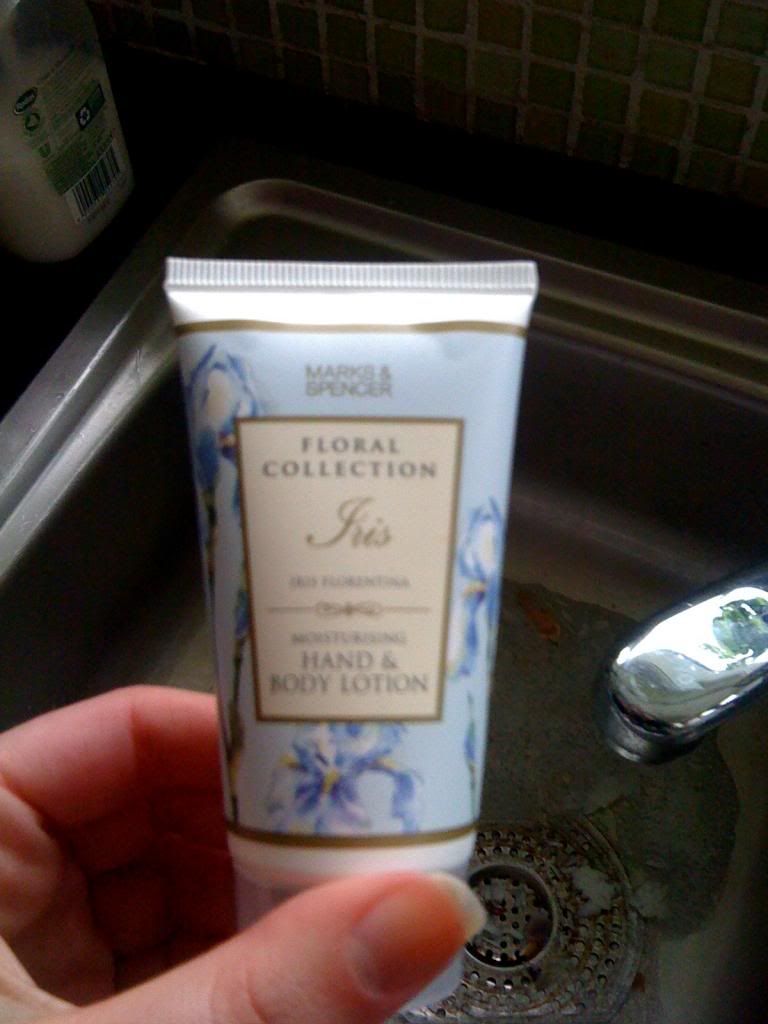 MARKS &
SPENCER
FLORAL
COLLECTION
Iris
IRIS FLORENTINA
MOISTURISING
HAND &
BODY LOTION